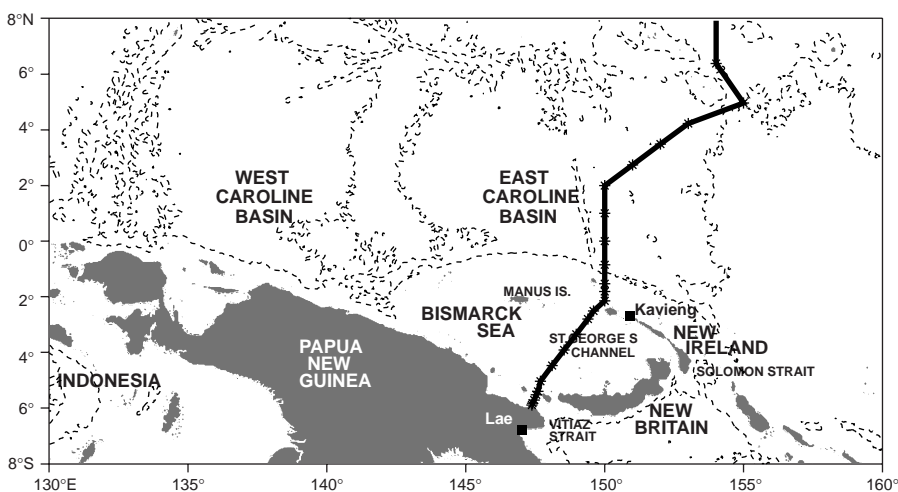 8°N
6°
4°
2°
0°
2°
4°
6°
8°S
130°E
135°
140°
145°
150°
155°
160°
WEST
CAROLINE
BASIN
EAST
CAROLINE
BASIN
MANUS IS.
BISMARCK
SEA
Kavieng
NEW
IRELAND
ST.GEORGE S
CHANNEL
SOLOMON STRAIT
PAPUA
NEW
GUINEA
INDONESIA
NEW
BRITAIN
Lae
VITIAZ
STRAIT